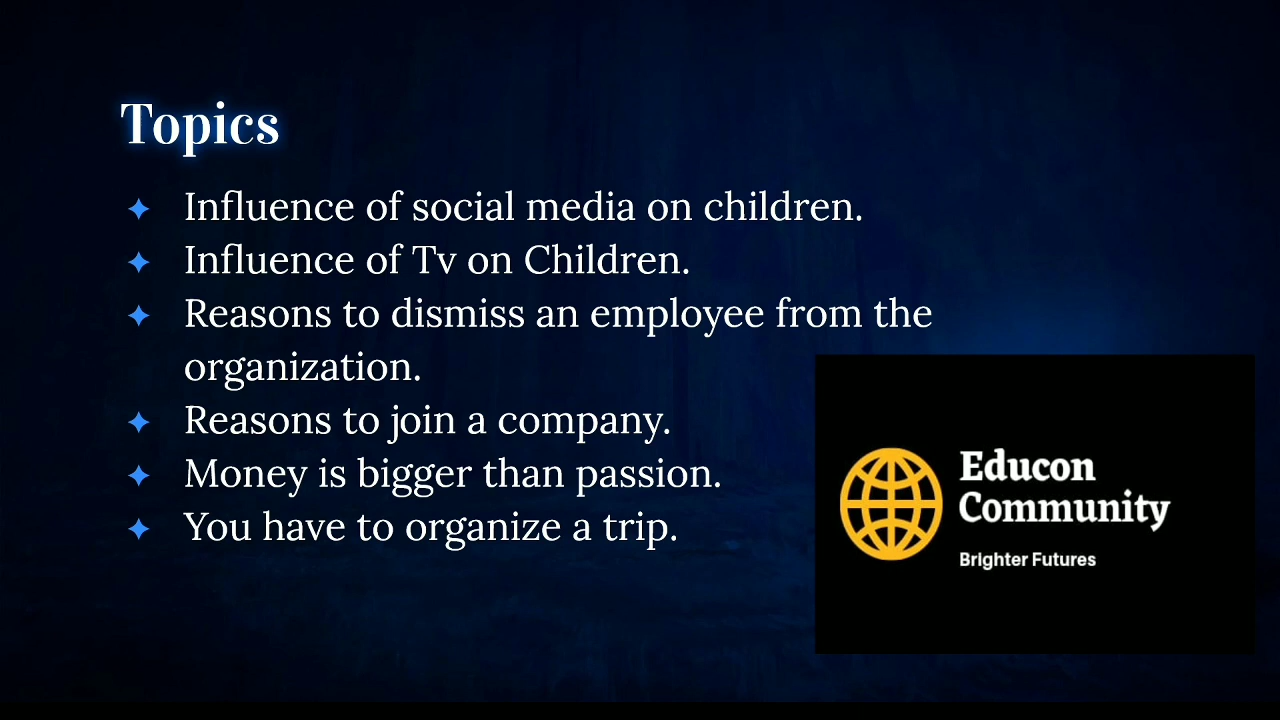 Topics
Influence of social media on children.
Influence of Tv on Children.
Reasons to dismiss an employee from the
organization.
Reasons to join a company.
Money is bigger than passion.
You have to organize a trip.
Educon
Community
Brighter Futures